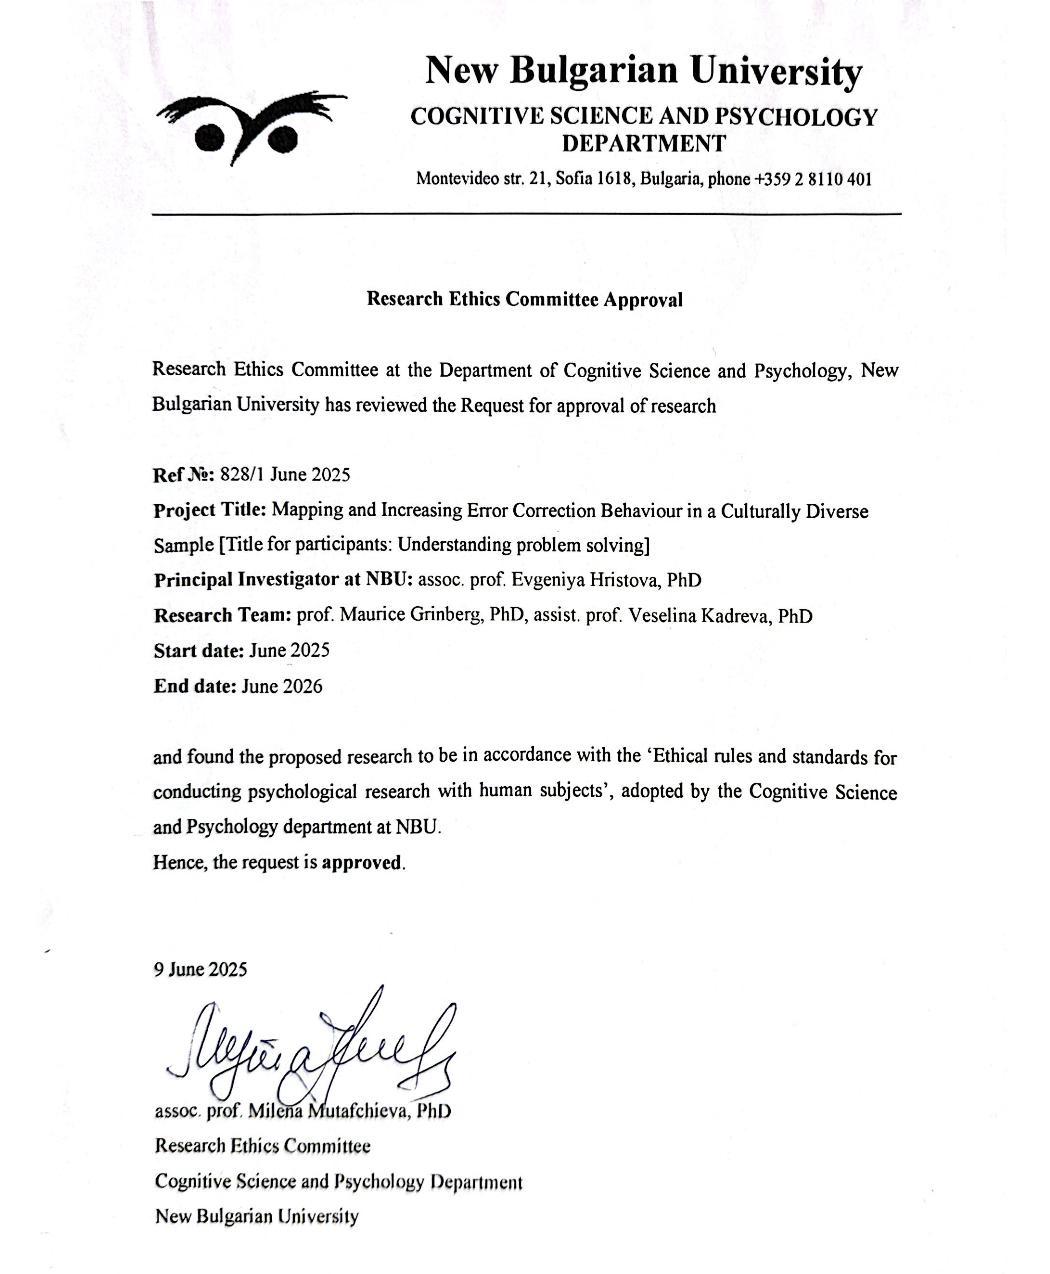 New Bulgarian University
COGNITIVE SCIENCE AND PSYCHOLOGY
DEPARTMENT
Montevideo str. 21, Sofia 1618, Bulgaria, phone +359 2 8110 401
Research Ethics Committee Approval
Research Ethics Committee at the Department of Cognitive Science and Psychology, New
Bulgarian University has reviewed the Request for approval of research
Ref №: 828/1 June 2025
Project Title: Mapping and Increasing Error Correction Behaviour in a Culturally Diverse
Sample [Title for participants: Understanding problem solving]
Principal Investigator at NBU: assoc. prof. Evgeniya Hristova, PhD
Research Team: prof. Maurice Grinberg, PhD, assist. prof. Veselina Kadreva, PhD
Start date: June 2025
End date: June 2026
and found the proposed research to be in accordance with the ‘Ethical rules and standards for
conducting psychological research with human subjects’, adopted by the Cognitive Science
and Psychology department at NBU.
Hence, the request is approved.
9 June 2025
assoc. prof. Milena Mutafchieva, PhD
Research Ethics Committee
Cognitive Science and Psychology Department
New Bulgarian University